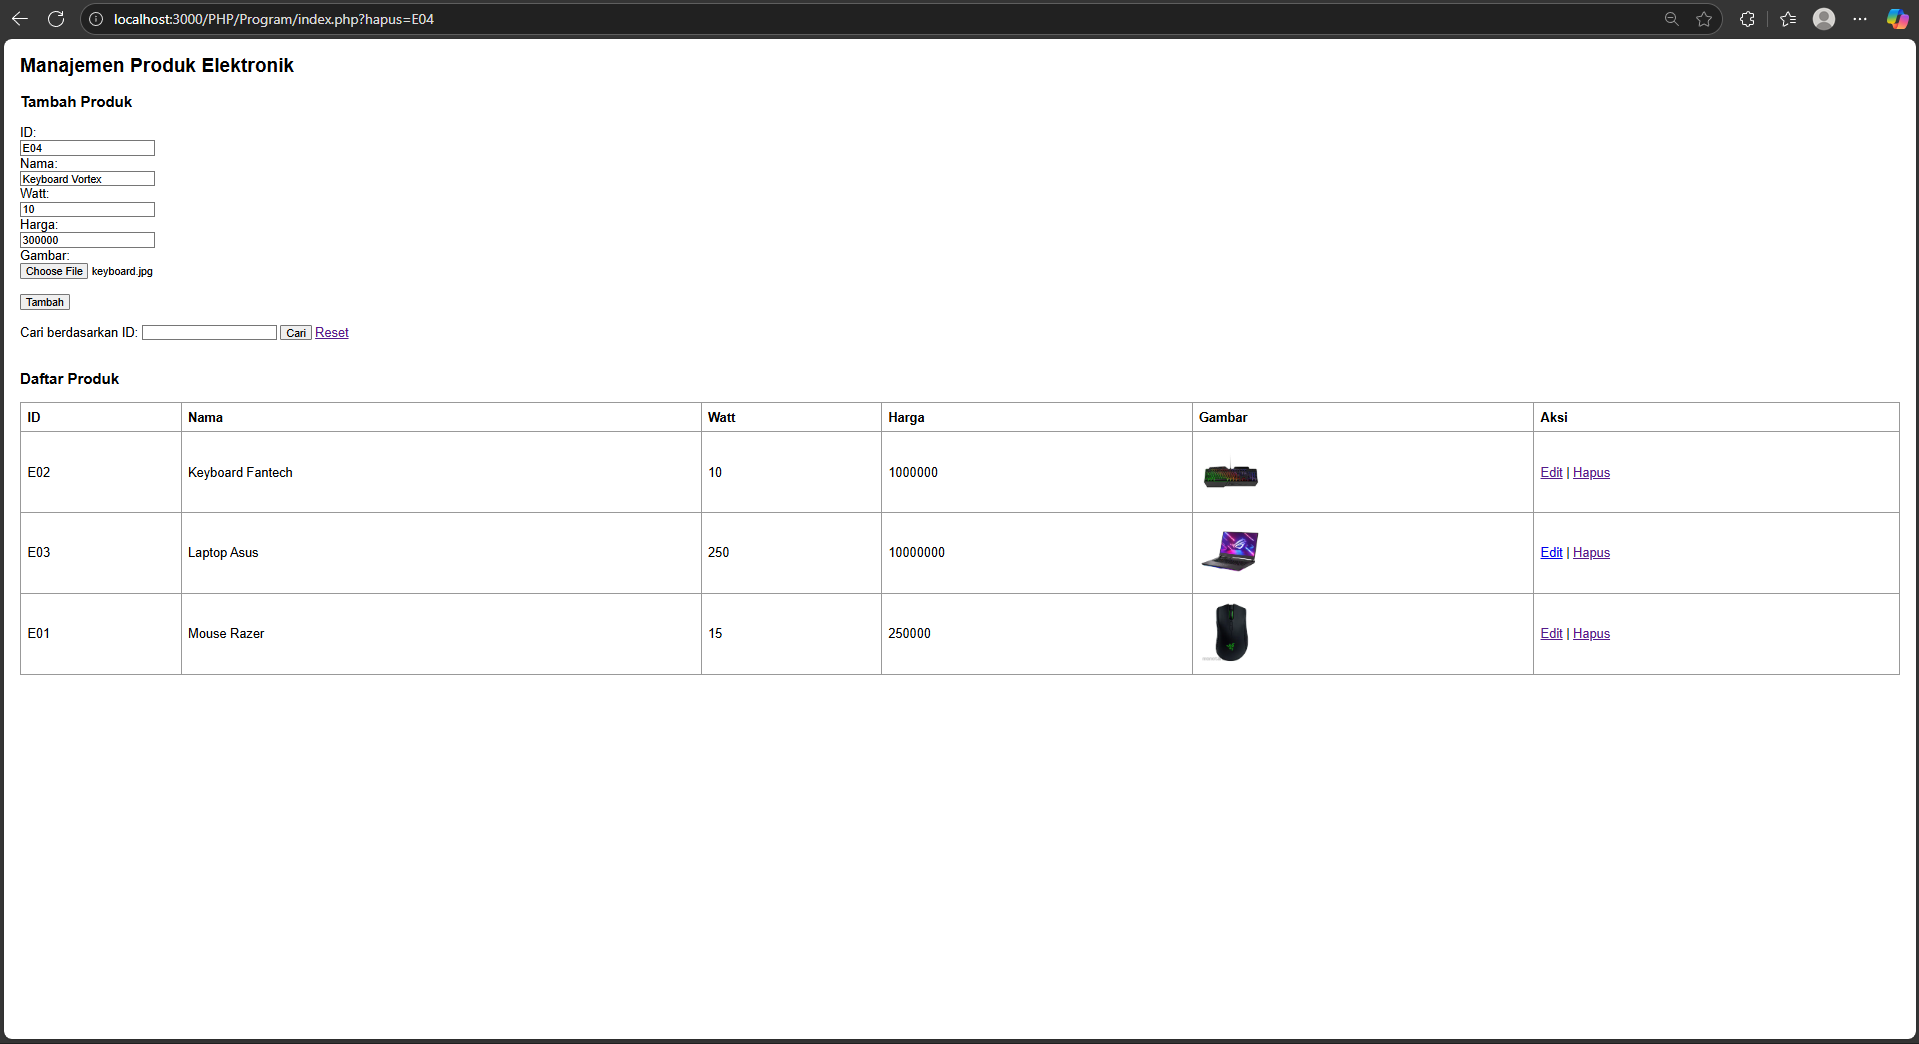 localhost:3000/PHP/Program/index.php?hapus=E04
Manajemen Produk Elektronik
Tambah Produk
ID:
E04
Nama:
Keyboard Vortex
Watt:
10
Harga:
300000
Gambar:
Choose File keyboard.jpg
Tambah
Cari berdasarkan ID: Cari Reset
Daftar Produk
ID Nama Watt Harga Gambar Aksi
E02 Keyboard Fantech 10 1000000 Edit | Hapus
E03 Laptop Asus 250 10000000 Edit | Hapus
E01 Mouse Razer 15 250000 Edit | Hapus